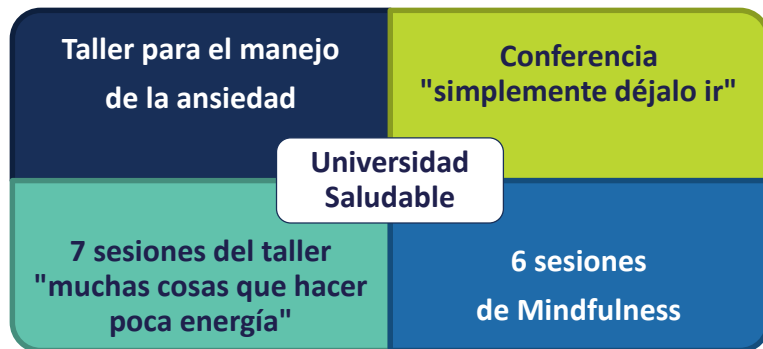 Taller para el manejo
de la ansiedad
Conferencia
"simplemente déjalo ir"
Universidad
Saludable
7 sesiones del taller
"muchas cosas que hacer
poca energía"
6 sesiones
de Mindfulness